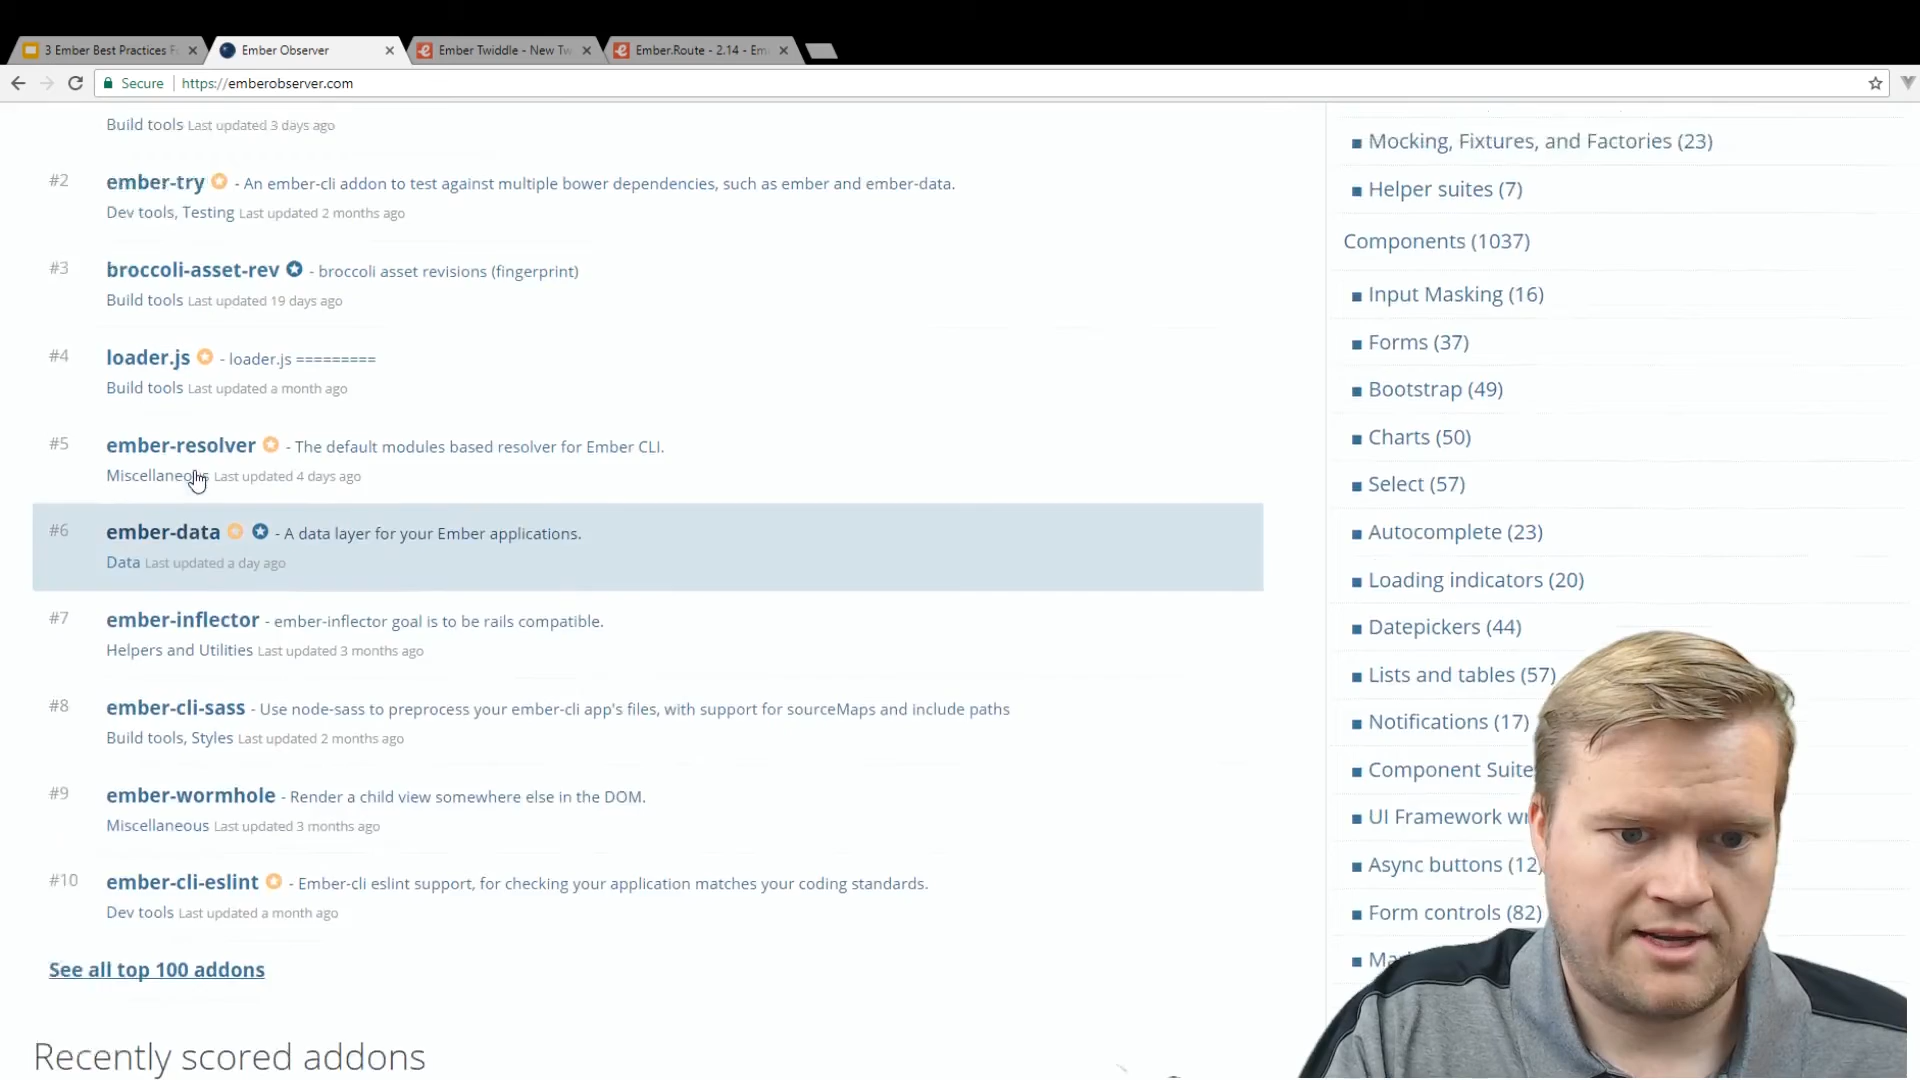 3 Ember Best Practices F
Ember Observer
Ember Twiddle - New Tw
Ember.Route - 2.14 - Em
Secure https://emberobserver.com
Build tools Last updated 3 days ago
#2 ember-try - An ember-cli addon to test against multiple bower dependencies, such as ember and ember-data.
Dev tools, Testing Last updated 2 months ago
#3 broccoli-asset-rev - broccoli asset revisions (fingerprint)
Build tools Last updated 19 days ago
#4 loader.js - loader.js =========
Build tools Last updated a month ago
#5 ember-resolver - The default modules based resolver for Ember CLI.
Miscellaneous Last updated 4 days ago
#6 ember-data - A data layer for your Ember applications.
Data Last updated a day ago
#7 ember-inflector - ember-inflector goal is to be rails compatible.
Helpers and Utilities Last updated 3 months ago
#8 ember-cli-sass - Use node-sass to preprocess your ember-cli app's files, with support for sourceMaps and include paths
Build tools, Styles Last updated 2 months ago
#9 ember-wormhole - Render a child view somewhere else in the DOM.
Miscellaneous Last updated 3 months ago
#10 ember-cli-eslint - Ember-cli eslint support, for checking your application matches your coding standards.
Dev tools Last updated a month ago
See all top 100 addons
Recently scored addons
Mocking, Fixtures, and Factories (23)
Helper suites (7)
Components (1037)
Input Masking (16)
Forms (37)
Bootstrap (49)
Charts (50)
Select (57)
Autocomplete (23)
Loading indicators (20)
Datepickers (44)
Lists and tables (57)
Notifications (17)
Component Suite
UI Framework wr
Async buttons (12)
Form controls (82)
Ma